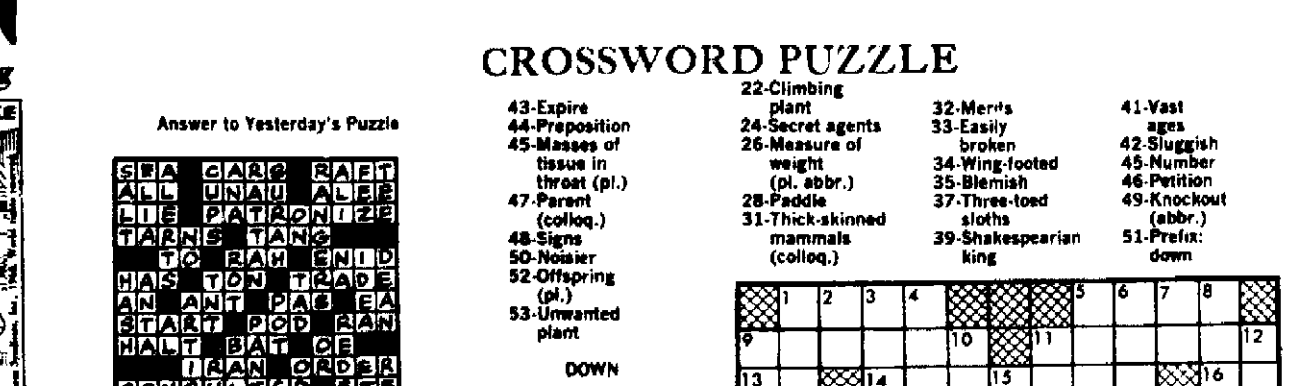 CROSSWORD PUZZLE
Answer to Yesterday's Puzzle
SEA CARS RAFT
ALL UNAU ALEE
LIE PATRONIZE
TARNS TANG
TO RAH ENID
HAS TON TRADE
AN ANT PAS EA
START POD RAN
HALT BAT OE
IRAN ORDER
43-Expire
44-Preposition
45-Masses of
tissue in
throat (pl.)
47-Parent
(colloq.)
48-Signs
50-Noisier
52-Offspring
(pl.)
53-Unwanted
plant
DOWN
22-Climbing
plant
24-Secret agents
26-Measure of
weight
(pl. abbr.)
28-Paddle
31-Thick-skinned
mammals
(colloq.)
32-Merits
33-Easily
broken
34-Wing-footed
35-Blemish
37-Three-toed
sloths
39-Shakespearian
king
41-Vast
ages
42-Sluggish
45-Number
46-Petition
49-Knockout
(abbr.)
51-Prefix:
down
1 2 3 4 5 6 7 8
9 10 11 12
13 14 15 16